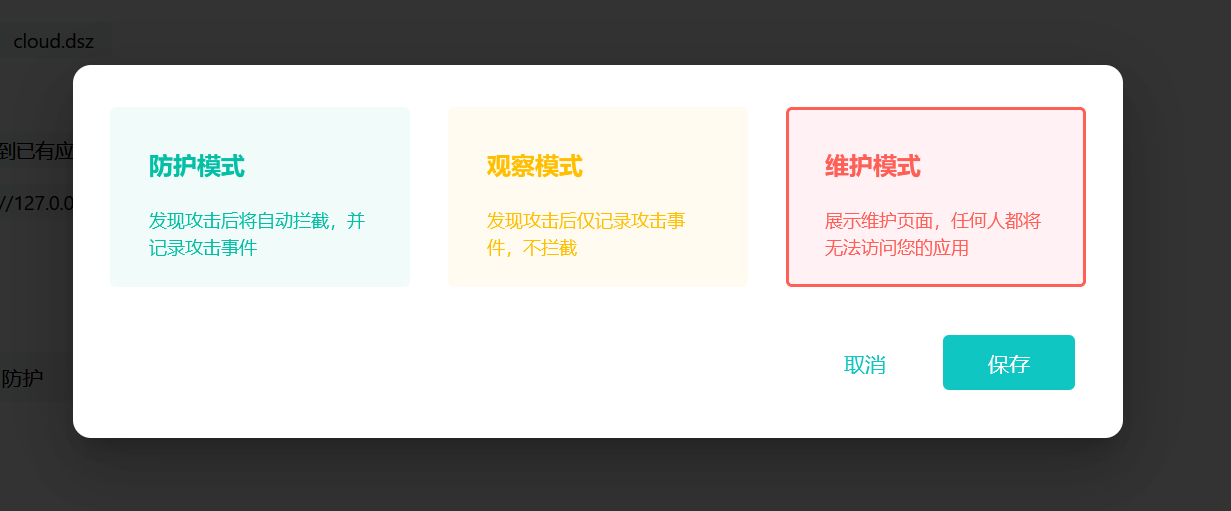 cloud.dsz
到已有应
//127.0.0
防护
防护模式
发现攻击后将自动拦截，并
记录攻击事件
观察模式
发现攻击后仅记录攻击事
件，不拦截
维护模式
展示维护页面，任何人都将
无法访问您的应用
取消
保存